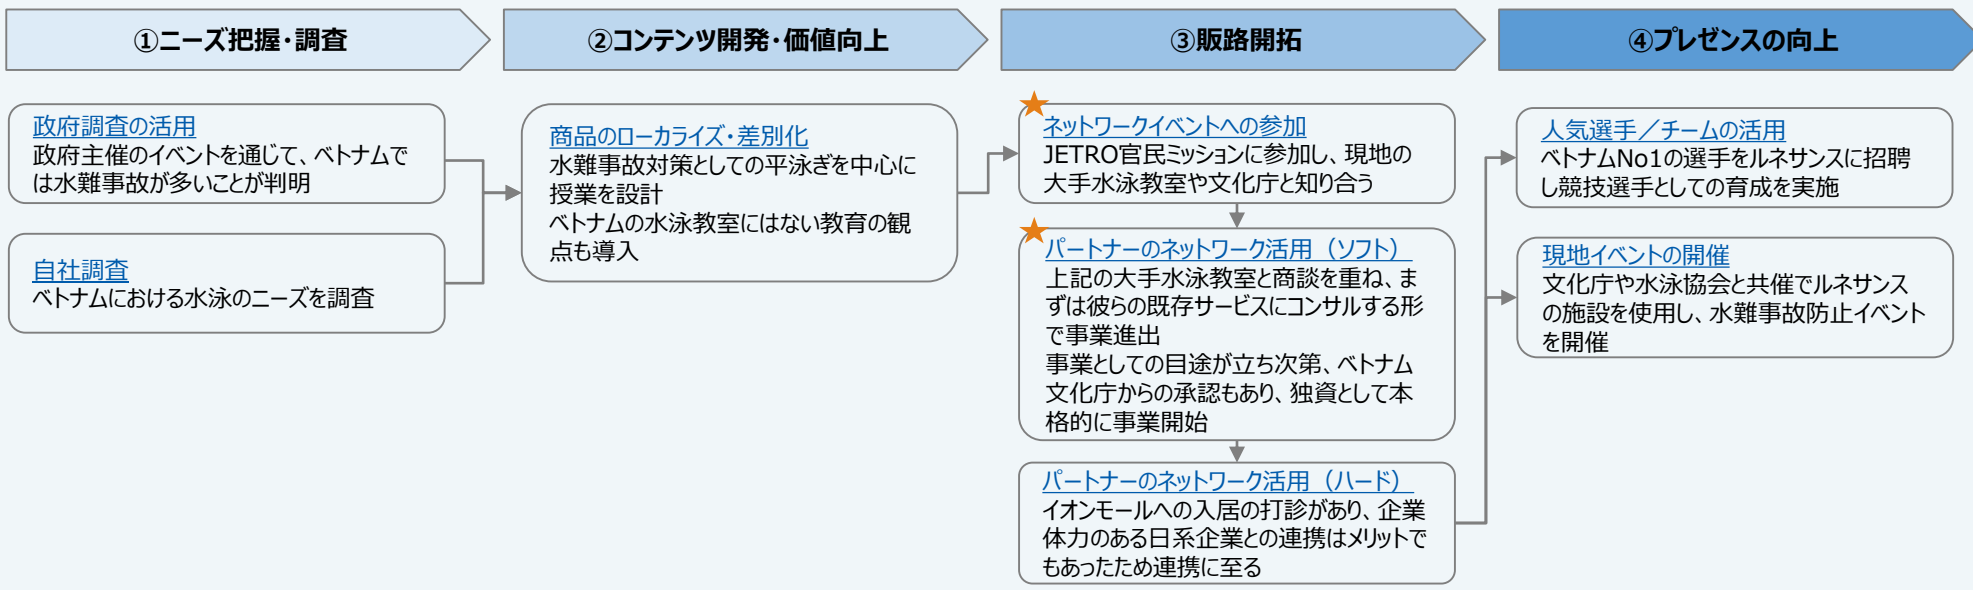 ①ニーズ把握・調査
②コンテンツ開発・価値向上
③販路開拓
④プレゼンスの向上
政府調査の活用
政府主催のイベントを通じて、ベトナムで
は水難事故が多いことが判明
自社調査
ベトナムにおける水泳のニーズを調査
商品のローカライズ・差別化
水難事故対策としての平泳ぎを中心に
授業を設計
ベトナムの水泳教室にはない教育の観
点も導入
ネットワークイベントへの参加
JETRO官民ミッションに参加し、現地の
大手水泳教室や文化庁と知り合う
パートナーのネットワーク活用（ソフト）
上記の大手水泳教室と商談を重ね、ま
ずは彼らの既存サービスにコンサルする形
で事業進出
事業としての目途が立ち次第、ベトナム
文化庁からの承認もあり、独資として本
格的に事業開始
パートナーのネットワーク活用（ハード）
イオンモールへの入居の打診があり、企業
体力のある日系企業との連携はメリットで
もあったため連携に至る
人気選手／チームの活用
ベトナムNo1の選手をルネサンスに招聘
し競技選手としての育成を実施
現地イベントの開催
文化庁や水泳協会と共催でルネサンス
の施設を使用し、水難事故防止イベント
を開催